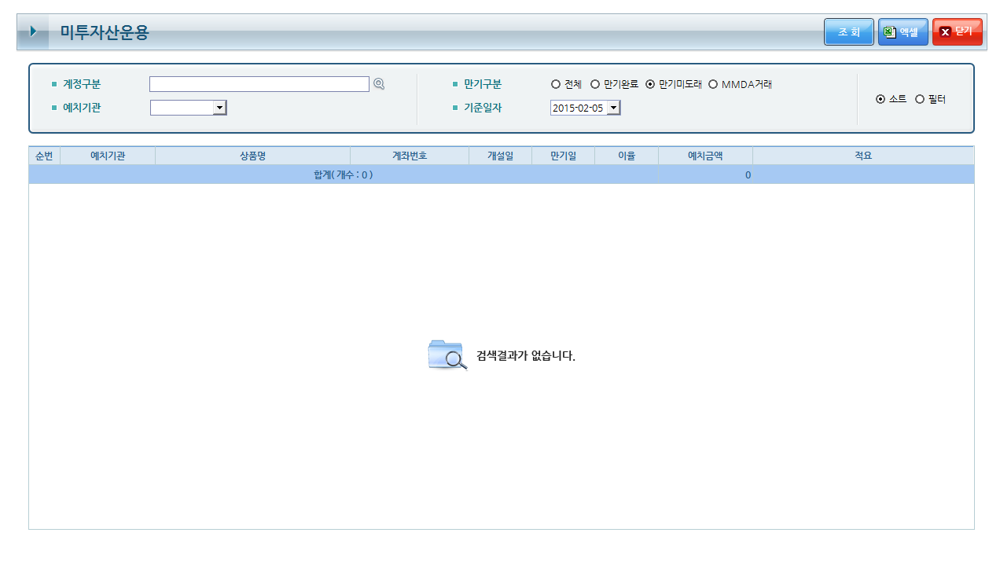 미투자산운용 조 회 엑셀 닫기
계정구분 만기구분 전체 만기완료 만기미도래 MMDA거래
소트 필터
예치기관 기준일자 2015-02-05
순번 예치기관 상품명 계좌번호 개설일 만기일 이율 예치금액 적요
합계( 개수 : 0 ) 0
검색결과가 없습니다.